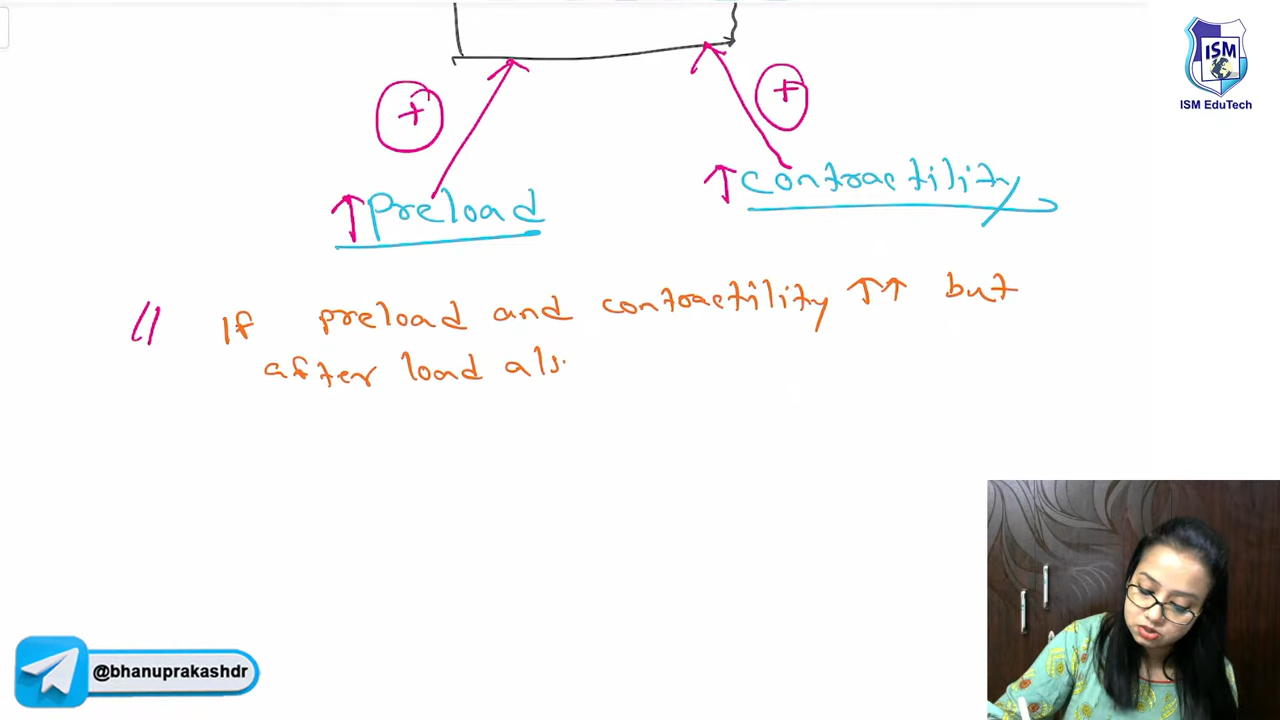 ISM
ISM EduTech
+
+
↑ Preload
↑ contractility
// If preload and contractility ↑↑ but
after load als
@bhanuprakashdr